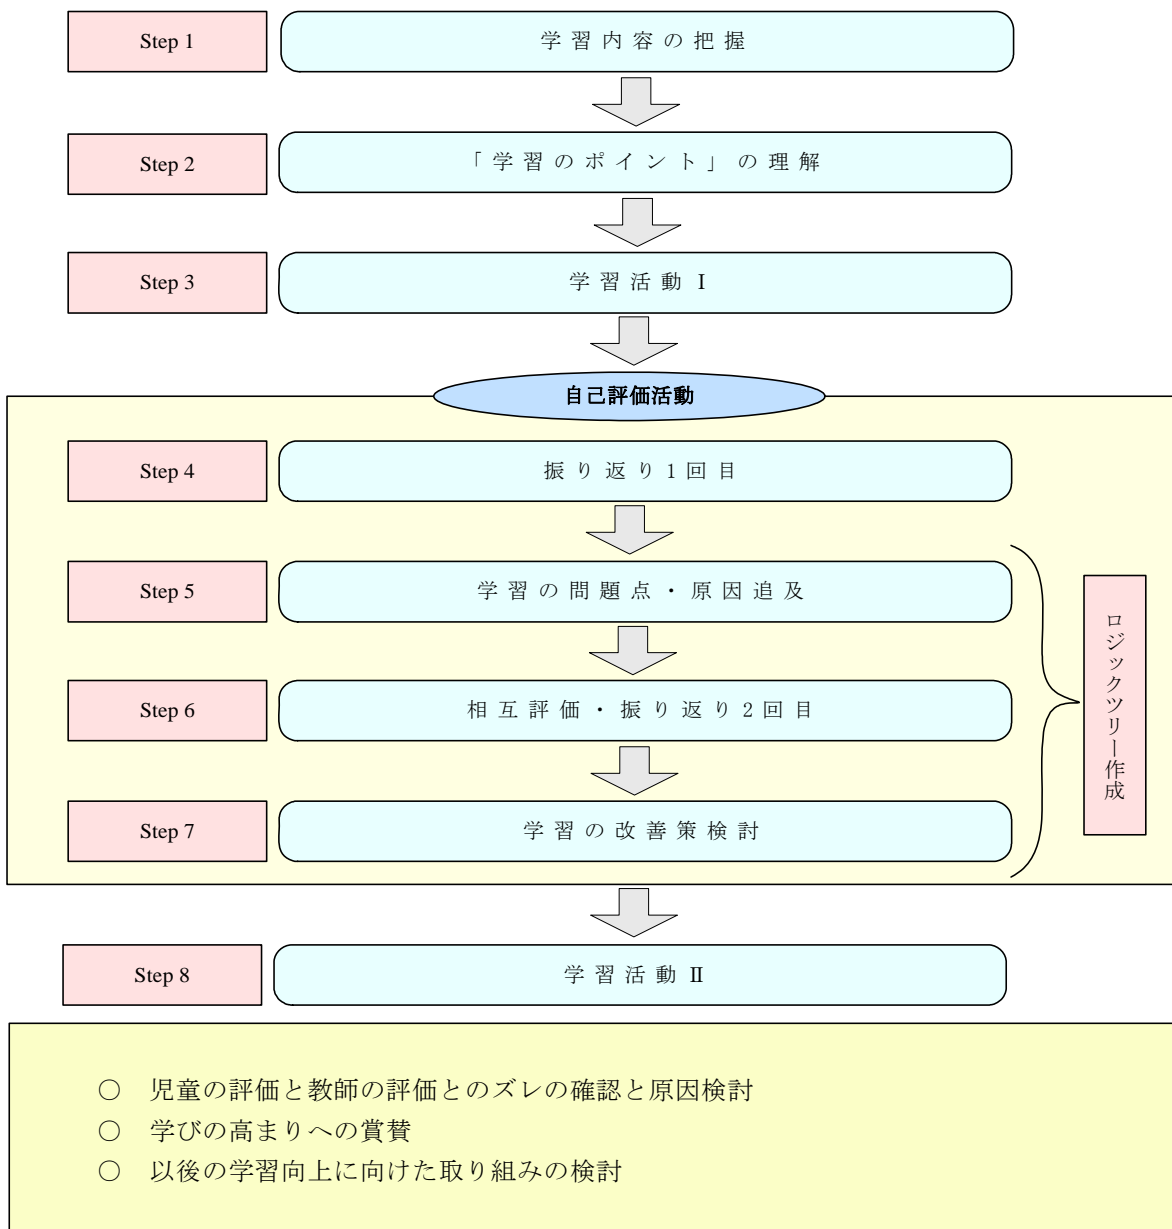 Step 1
学習内容の把握
Step 2
「学習のポイント」の理解
Step 3
学習活動Ⅰ
自己評価活動
Step 4
振り返り1回目
Step 5
学習の問題点・原因追及
Step 6
相互評価・振り返り2回目
Step 7
学習の改善策検討
ロジックツリー作成
Step 8
学習活動Ⅱ
○ 児童の評価と教師の評価とのズレの確認と原因検討
○ 学びの高まりへの賞賛
○ 以後の学習向上に向けた取り組みの検討